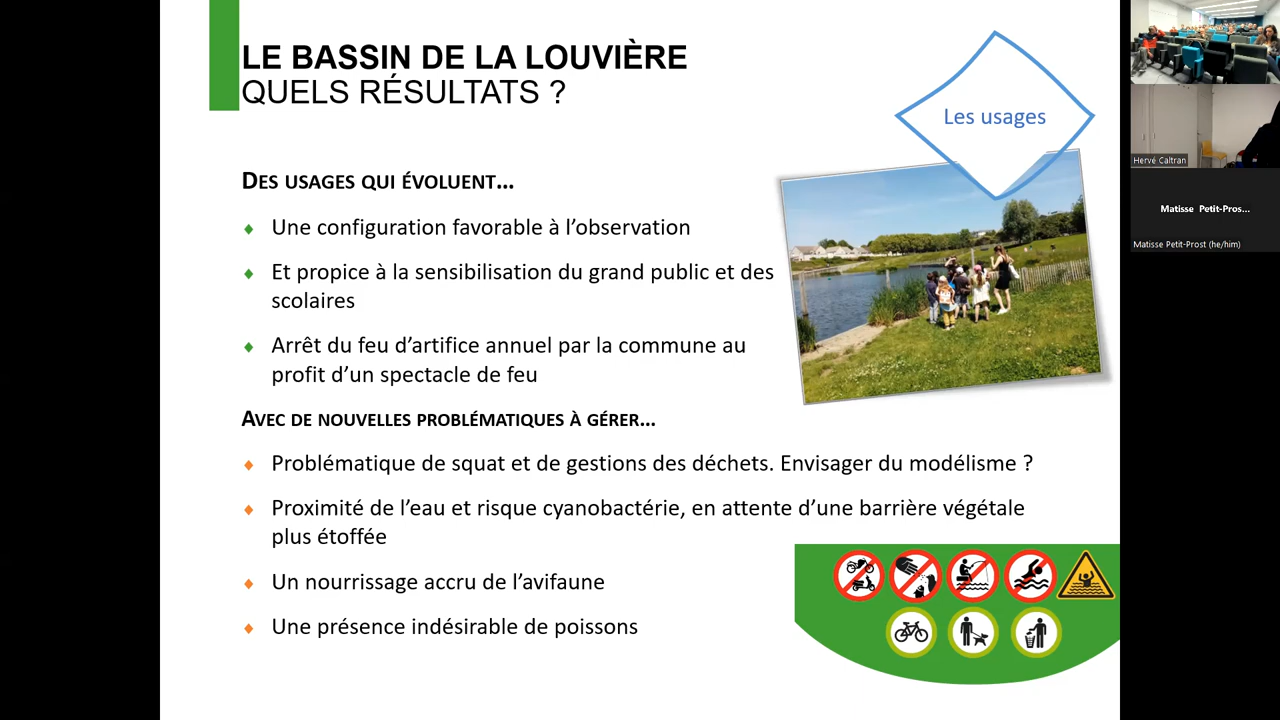 LE BASSIN DE LA LOUVIÈRE
QUELS RÉSULTATS ?
Les usages
DES USAGES QUI ÉVOLUENT...
Une configuration favorable à l'observation
Et propice à la sensibilisation du grand public et des
scolaires
Arrêt du feu d'artifice annuel par la commune au
profit d'un spectacle de feu
AVEC DE NOUVELLES PROBLÉMATIQUES À GÉRER...
Problématique de squat et de gestions des déchets. Envisager du modélisme ?
Proximité de l'eau et risque cyanobactérie, en attente d'une barrière végétale
plus étoffée
Un nourrissage accru de l'avifaune
Une présence indésirable de poissons
Hervé Caltran
Matisse Petit-Pros...
Matisse Petit-Prost (he/him)